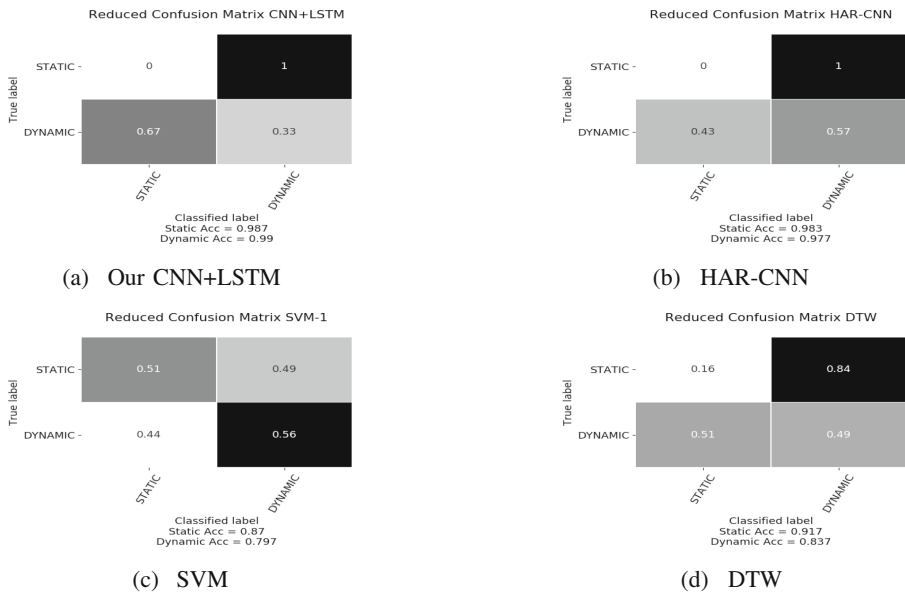 Reduced Confusion Matrix CNN+LSTM
True label
STATIC
0
1
DYNAMIC
0.67
0.33
STATIC
DYNAMIC
Classified label
Static Acc = 0.987
Dynamic Acc = 0.99
(a) Our CNN+LSTM
Reduced Confusion Matrix HAR-CNN
True label
STATIC
0
1
DYNAMIC
0.43
0.57
STATIC
DYNAMIC
Classified label
Static Acc = 0.983
Dynamic Acc = 0.977
(b) HAR-CNN
Reduced Confusion Matrix SVM-1
True label
STATIC
0.51
0.49
DYNAMIC
0.44
0.56
STATIC
DYNAMIC
Classified label
Static Acc = 0.87
Dynamic Acc = 0.797
(c) SVM
Reduced Confusion Matrix DTW
True label
STATIC
0.16
0.84
DYNAMIC
0.51
0.49
STATIC
DYNAMIC
Classified label
Static Acc = 0.917
Dynamic Acc = 0.837
(d) DTW